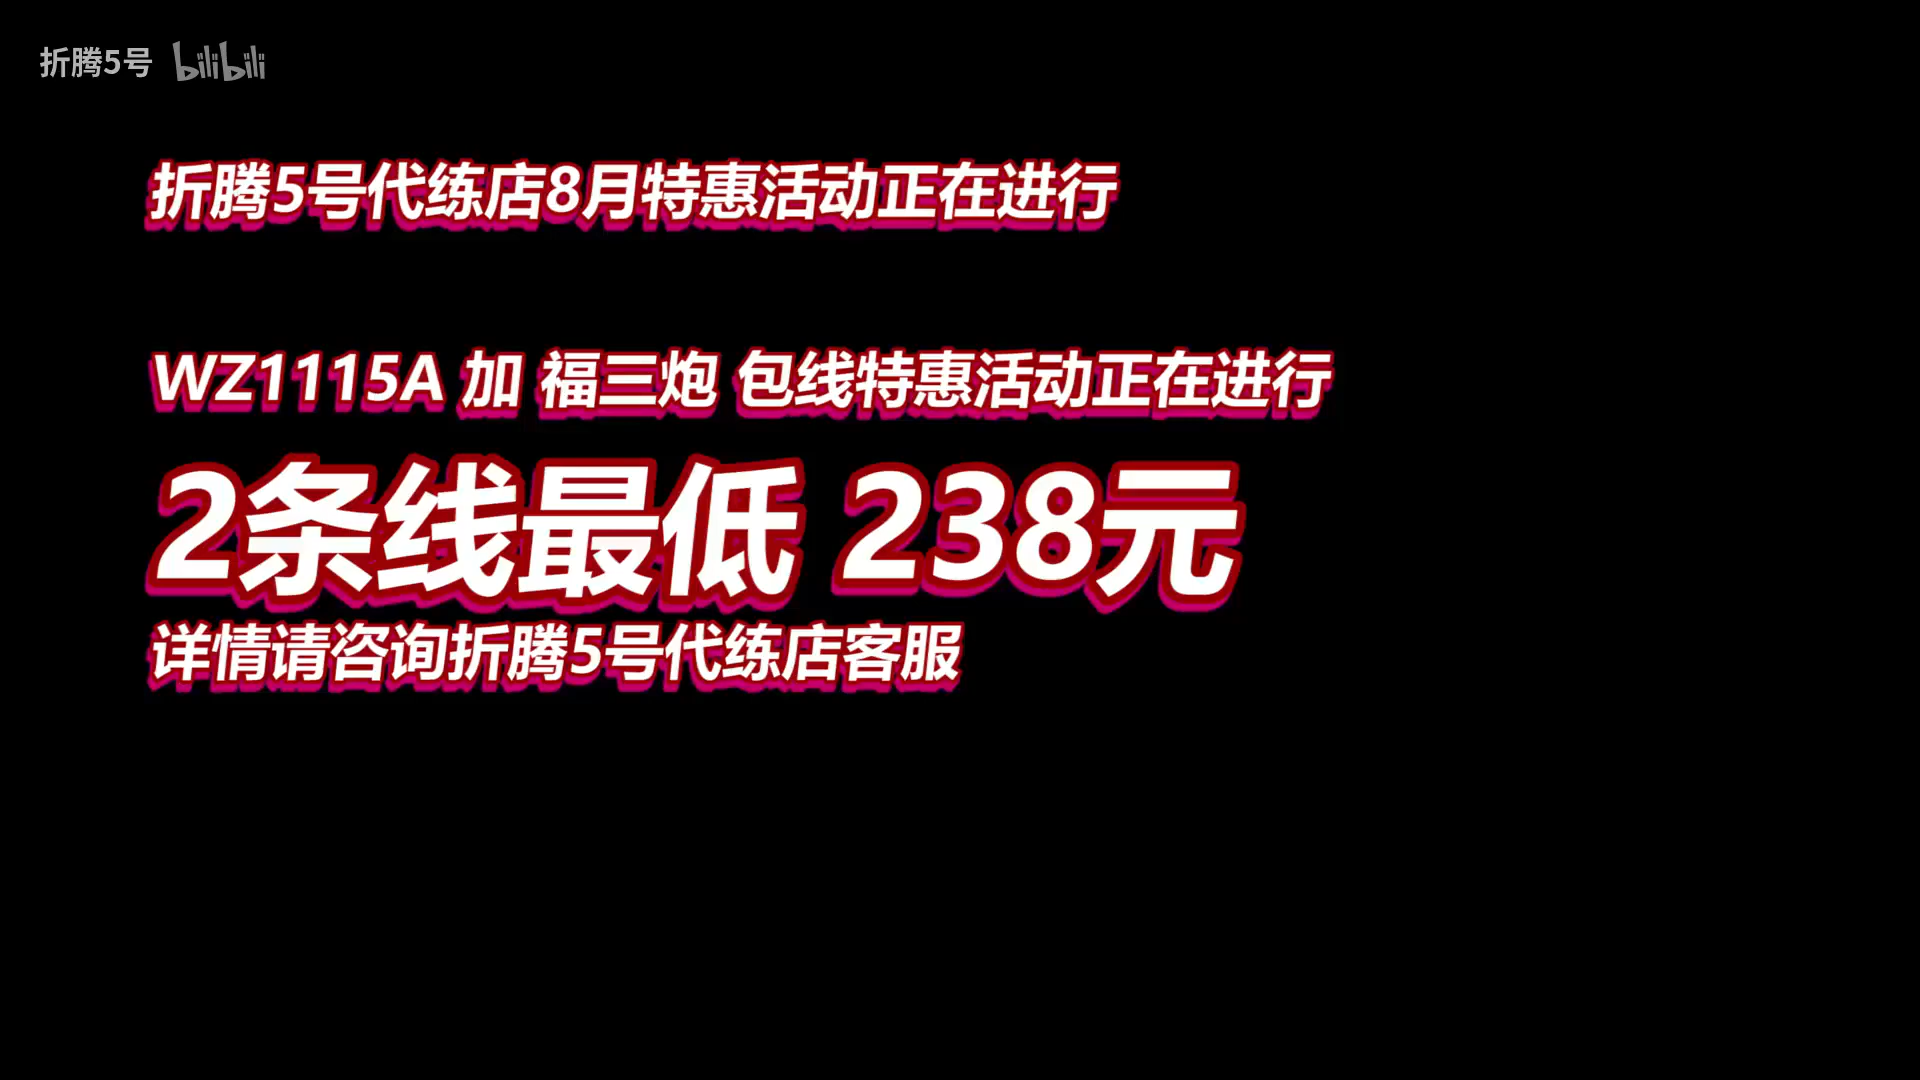 折腾5号 bilibili
折腾5号代练店8月特惠活动正在进行
WZ1115A 加 福三炮 包线特惠活动正在进行
2条线最低 238元
详情请咨询折腾5号代练店客服